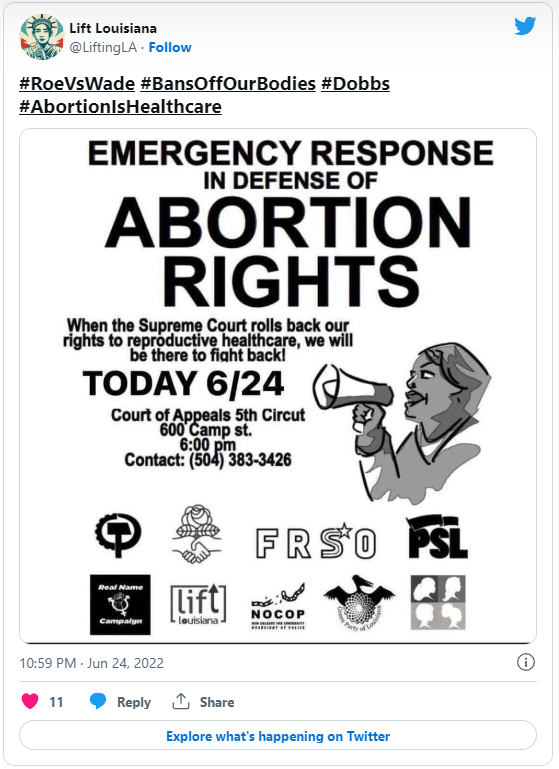 Lift Louisiana
@LiftingLA · Follow
#RoeVsWade #BansOffOurBodies #Dobbs
#AbortionIsHealthcare
EMERGENCY RESPONSE
IN DEFENSE OF
ABORTION
RIGHTS
When the Supreme Court rolls back our
rights to reproductive healthcare, we will
be there to fight back!
TODAY 6/24
Court of Appeals 5th Circut
600 Camp st.
6:00 pm
Contact: (504) 383-3426
FRSO
PSL
Real Name
Campaign
lift
louisiana
NOCOP
NEW ORLEANS FOR COMMUNITY
OVERSIGHT OF POLICE
Green Party of Louisiana
10:59 PM · Jun 24, 2022
11 Reply Share
Explore what's happening on Twitter